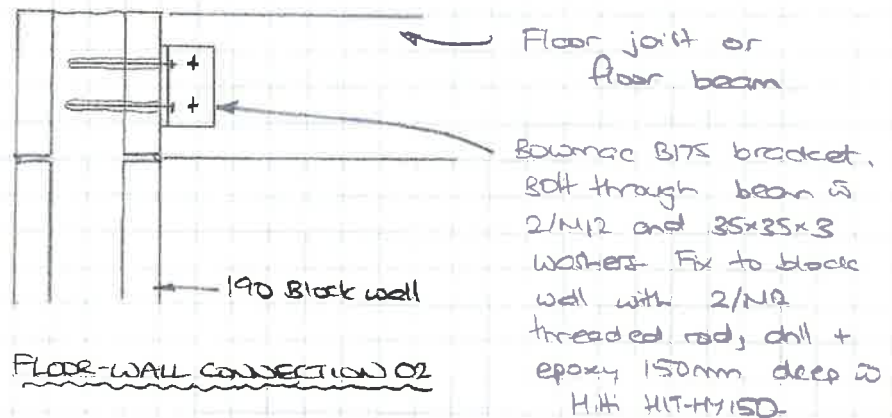 Floor joist or
floor beam
Bowmac B175 bracket.
Bolt through beam w̄
2/M12 and 35x35x3
washers. Fix to block
wall with 2/M12
threaded rod, drill +
epoxy 150mm deep w̄
Hilti HIT-HY150.
190 Block wall
FLOOR-WALL CONNECTION 02